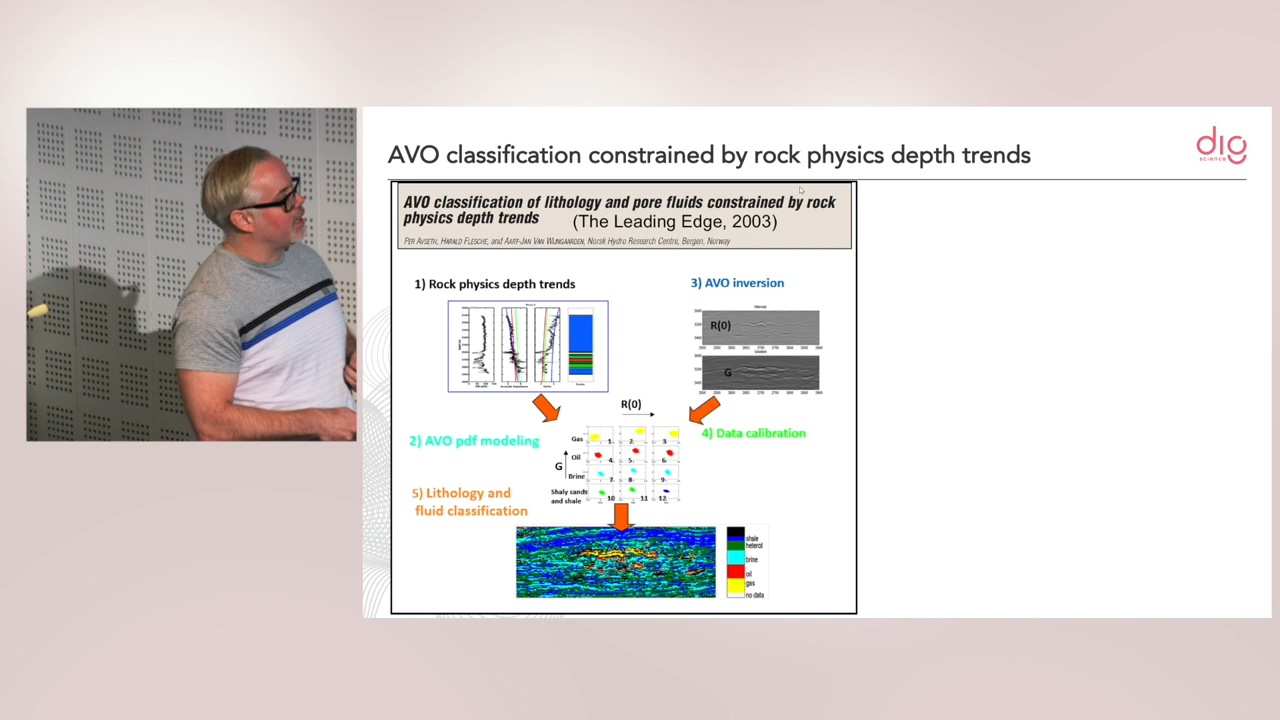 AVO classification constrained by rock physics depth trends
dig
science
AVO classification of lithology and pore fluids constrained by rock
physics depth trends (The Leading Edge, 2003)
PER AVSETH, HARALD FLESCHE, and AART-JAN VAN WIJNGAARDEN, Norsk Hydro Research Centre, Bergen, Norway
1) Rock physics depth trends
3) AVO inversion
R(0)
G
R(0)
2) AVO pdf modeling
4) Data calibration
Gas
1. 2. 3.
Oil
4. 5. 6.
G
Brine
7. 8. 9.
Shaly sands
and shale
10 11 12
5) Lithology and
fluid classification
shale
heterol
brine
oil
gas
no data